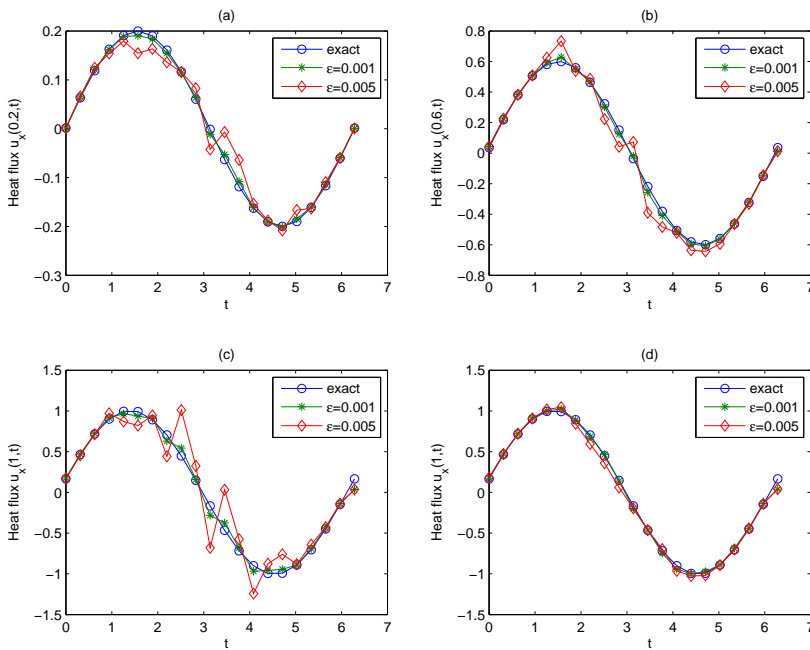 (a)
0.2
0.1
0
−0.1
−0.2
−0.3
Heat flux u_x(0.2,t)
0 1 2 3 4 5 6 7
t
exact
ε=0.001
ε=0.005
(b)
0.8
0.6
0.4
0.2
0
−0.2
−0.4
−0.6
−0.8
Heat flux u_x(0.6,t)
0 1 2 3 4 5 6 7
t
exact
ε=0.001
ε=0.005
(c)
1.5
1
0.5
0
−0.5
−1
−1.5
Heat flux u_x(1,t)
0 1 2 3 4 5 6 7
t
exact
ε=0.001
ε=0.005
(d)
1.5
1
0.5
0
−0.5
−1
−1.5
Heat flux u_x(1,t)
0 1 2 3 4 5 6 7
t
exact
ε=0.001
ε=0.005